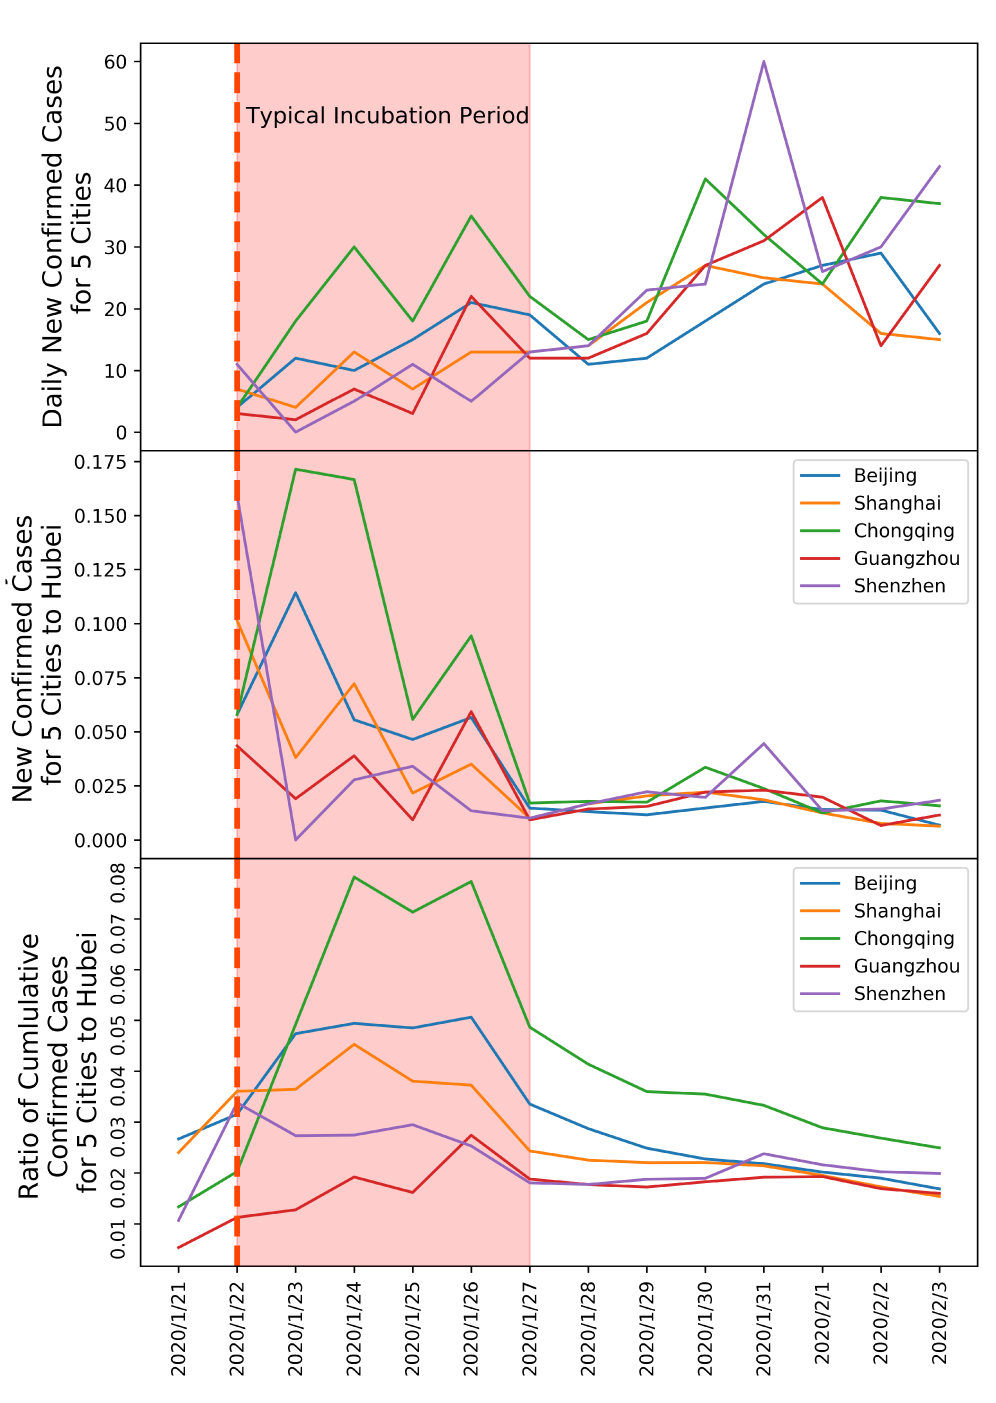 Daily New Confirmed Cases
for 5 Cities
60
50
40
30
20
10
0
Typical Incubation Period
New Confirmed Cases
for 5 Cities to Hubei
0.175
0.150
0.125
0.100
0.075
0.050
0.025
0.000
Beijing
Shanghai
Chongqing
Guangzhou
Shenzhen
Ratio of Cumlulative
Confirmed Cases
for 5 Cities to Hubei
0.08
0.07
0.06
0.05
0.04
0.03
0.02
0.01
Beijing
Shanghai
Chongqing
Guangzhou
Shenzhen
2020/1/21
2020/1/22
2020/1/23
2020/1/24
2020/1/25
2020/1/26
2020/1/27
2020/1/28
2020/1/29
2020/1/30
2020/1/31
2020/2/1
2020/2/2
2020/2/3